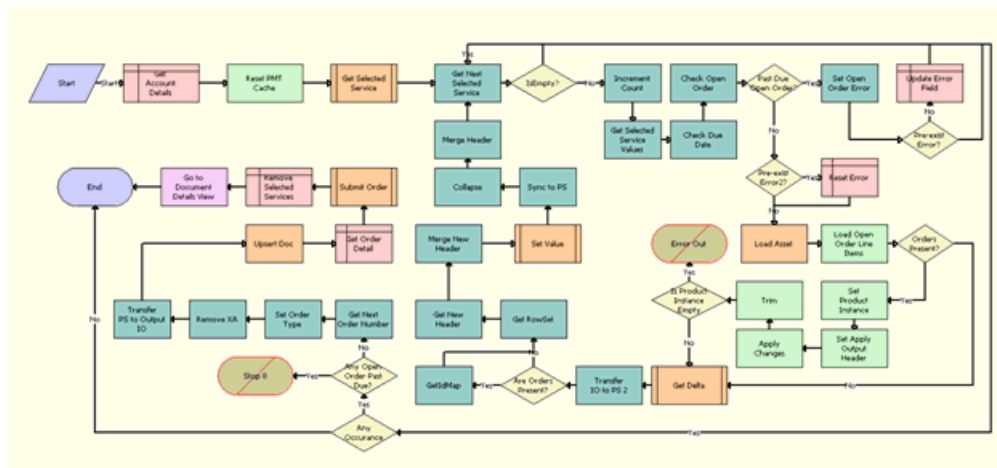 Yes
Start
Start
Get
Account
Details
Reset PMT
Cache
Get Selected
Service
Get Next
Selected
Service
IsEmpty?
No
Increment
Count
Check Open
Order
Past Due
Open Order?
Yes
Set Open
Order Error
Update Error
Field
No
Pre-exist
Error?
Get Selected
Service
Values
Check Due
Date
No
Merge Header
Pre-exist
Error2?
Yes
Reset Error
No
End
Go to
Document
Details View
Remove
Selected
Services
Submit Order
Collapse
Sync to PS
Upsert Doc
Get Order
Detail
Merge New
Header
Set Value
Error Out
Load Asset
Load Open
Order Line
Items
Orders
Present?
Yes
Is Product
Instance
Empty
Trim
Set
Product
Instance
Yes
Transfer
PS to Output
IO
Remove XA
Set Order
Type
Get Next
Order Number
Get New
Header
Get RowSet
No
No
No
Apply
Changes
Set Apply
Output
Header
Stop 0
Yes
Any Open
Order Past
Due?
GetIdMap
Yes
Are Orders
Present?
Transfer
IO to PS 2
Get Delta
No
Yes
Any
Occurance
Yes